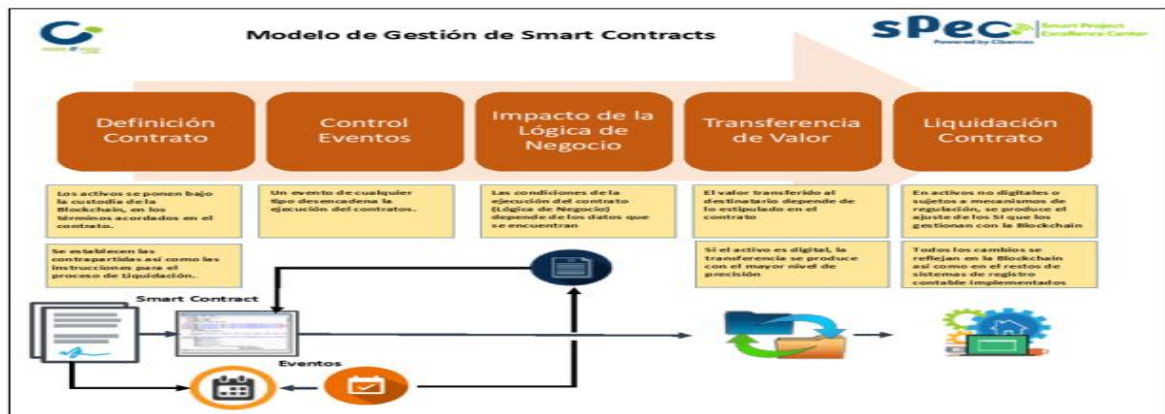 Modelo de Gestión de Smart Contracts
sPec
Smart Project
Excellence Center
Powered by Cibernos
Definición
Contrato
Control
Eventos
Impacto de la
Lógica de
Negocio
Transferencia
de Valor
Liquidación
Contrato
Los activos se ponen bajo
la custodia de la
Blockchain, en los
términos acordados en el
contrato.
Se establecen las
contrapartidas así como las
instrucciones para el
proceso de Liquidación.
Un evento de cualquier
tipo desencadena la
ejecución del contratos.
Las condiciones de la
ejecución del contrato
(Lógica de Negocio)
depende de los datos que
se encuentran
El valor transferido al
destinatario depende de
lo estipulado en el
contrato
Si el activo es digital, la
transferencia se produce
con el mayor nivel de
precisión
En activos no digitales o
sujetos a mecanismos de
regulación, se produce el
ajuste de los SI que los
gestionan con la Blockchain
Todos los cambios se
reflejan en la Blockchain
así como en el restos de
sistemas de registro
contable implementados
Smart Contract
Eventos